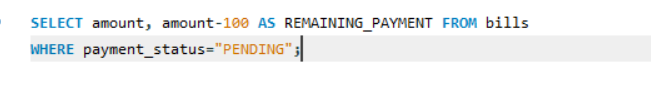 SELECT amount, amount-100 AS REMAINING_PAYMENT FROM bills
WHERE payment_status="PENDING";